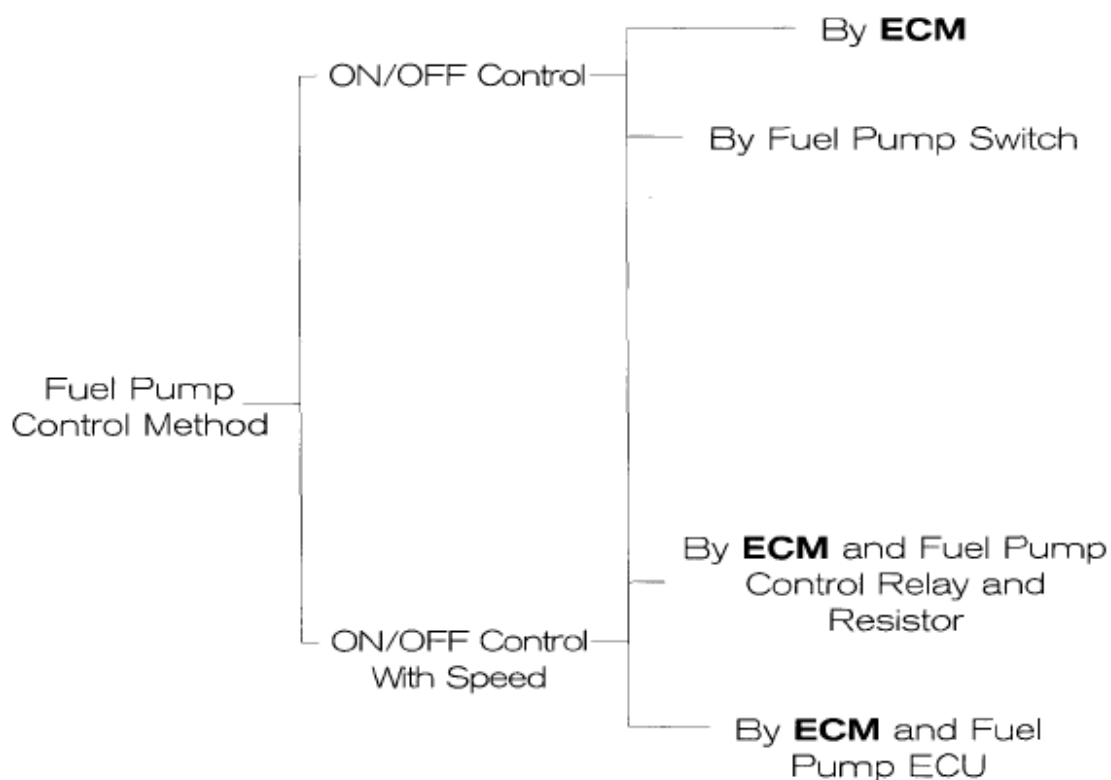 By ECM
ON/OFF Control
By Fuel Pump Switch
Fuel Pump
Control Method
By ECM and Fuel Pump
Control Relay and
Resistor
ON/OFF Control
With Speed
By ECM and Fuel
Pump ECU